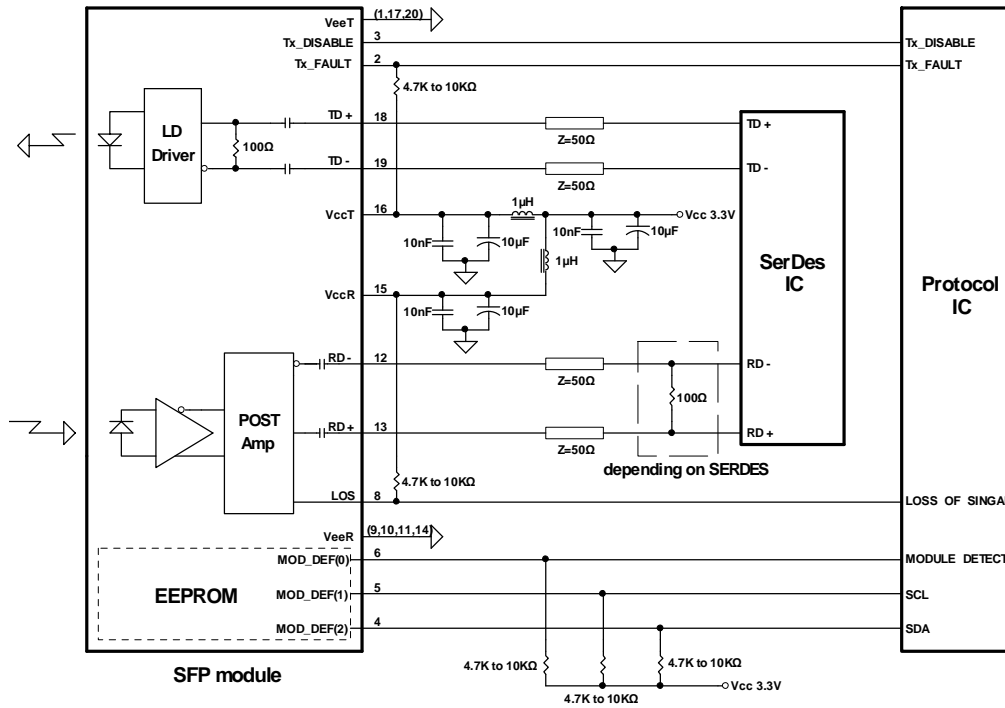 VeeT
(1,17,20)
Tx_DISABLE
3
Tx_DISABLE
Tx_FAULT
2
Tx_FAULT
4.7K to 10KΩ
LD
Driver
100Ω
TD+
18
Z=50Ω
TD+
TD-
19
Z=50Ω
TD-
VccT
16
1µH
Vcc 3.3V
10nF
10µF
10nF
10µF
1µH
VccR
15
10nF
10µF
SerDes
IC
Protocol
IC
POST
Amp
RD-
12
Z=50Ω
RD-
100Ω
RD+
13
Z=50Ω
RD+
depending on SERDES
4.7K to 10KΩ
LOS
8
LOSS OF SINGAL
VeeR
(9,10,11,14)
EEPROM
MOD_DEF(0)
6
MODULE DETECT
MOD_DEF(1)
5
SCL
MOD_DEF(2)
4
SDA
4.7K to 10KΩ
4.7K to 10KΩ
4.7K to 10KΩ
Vcc 3.3V
SFP module